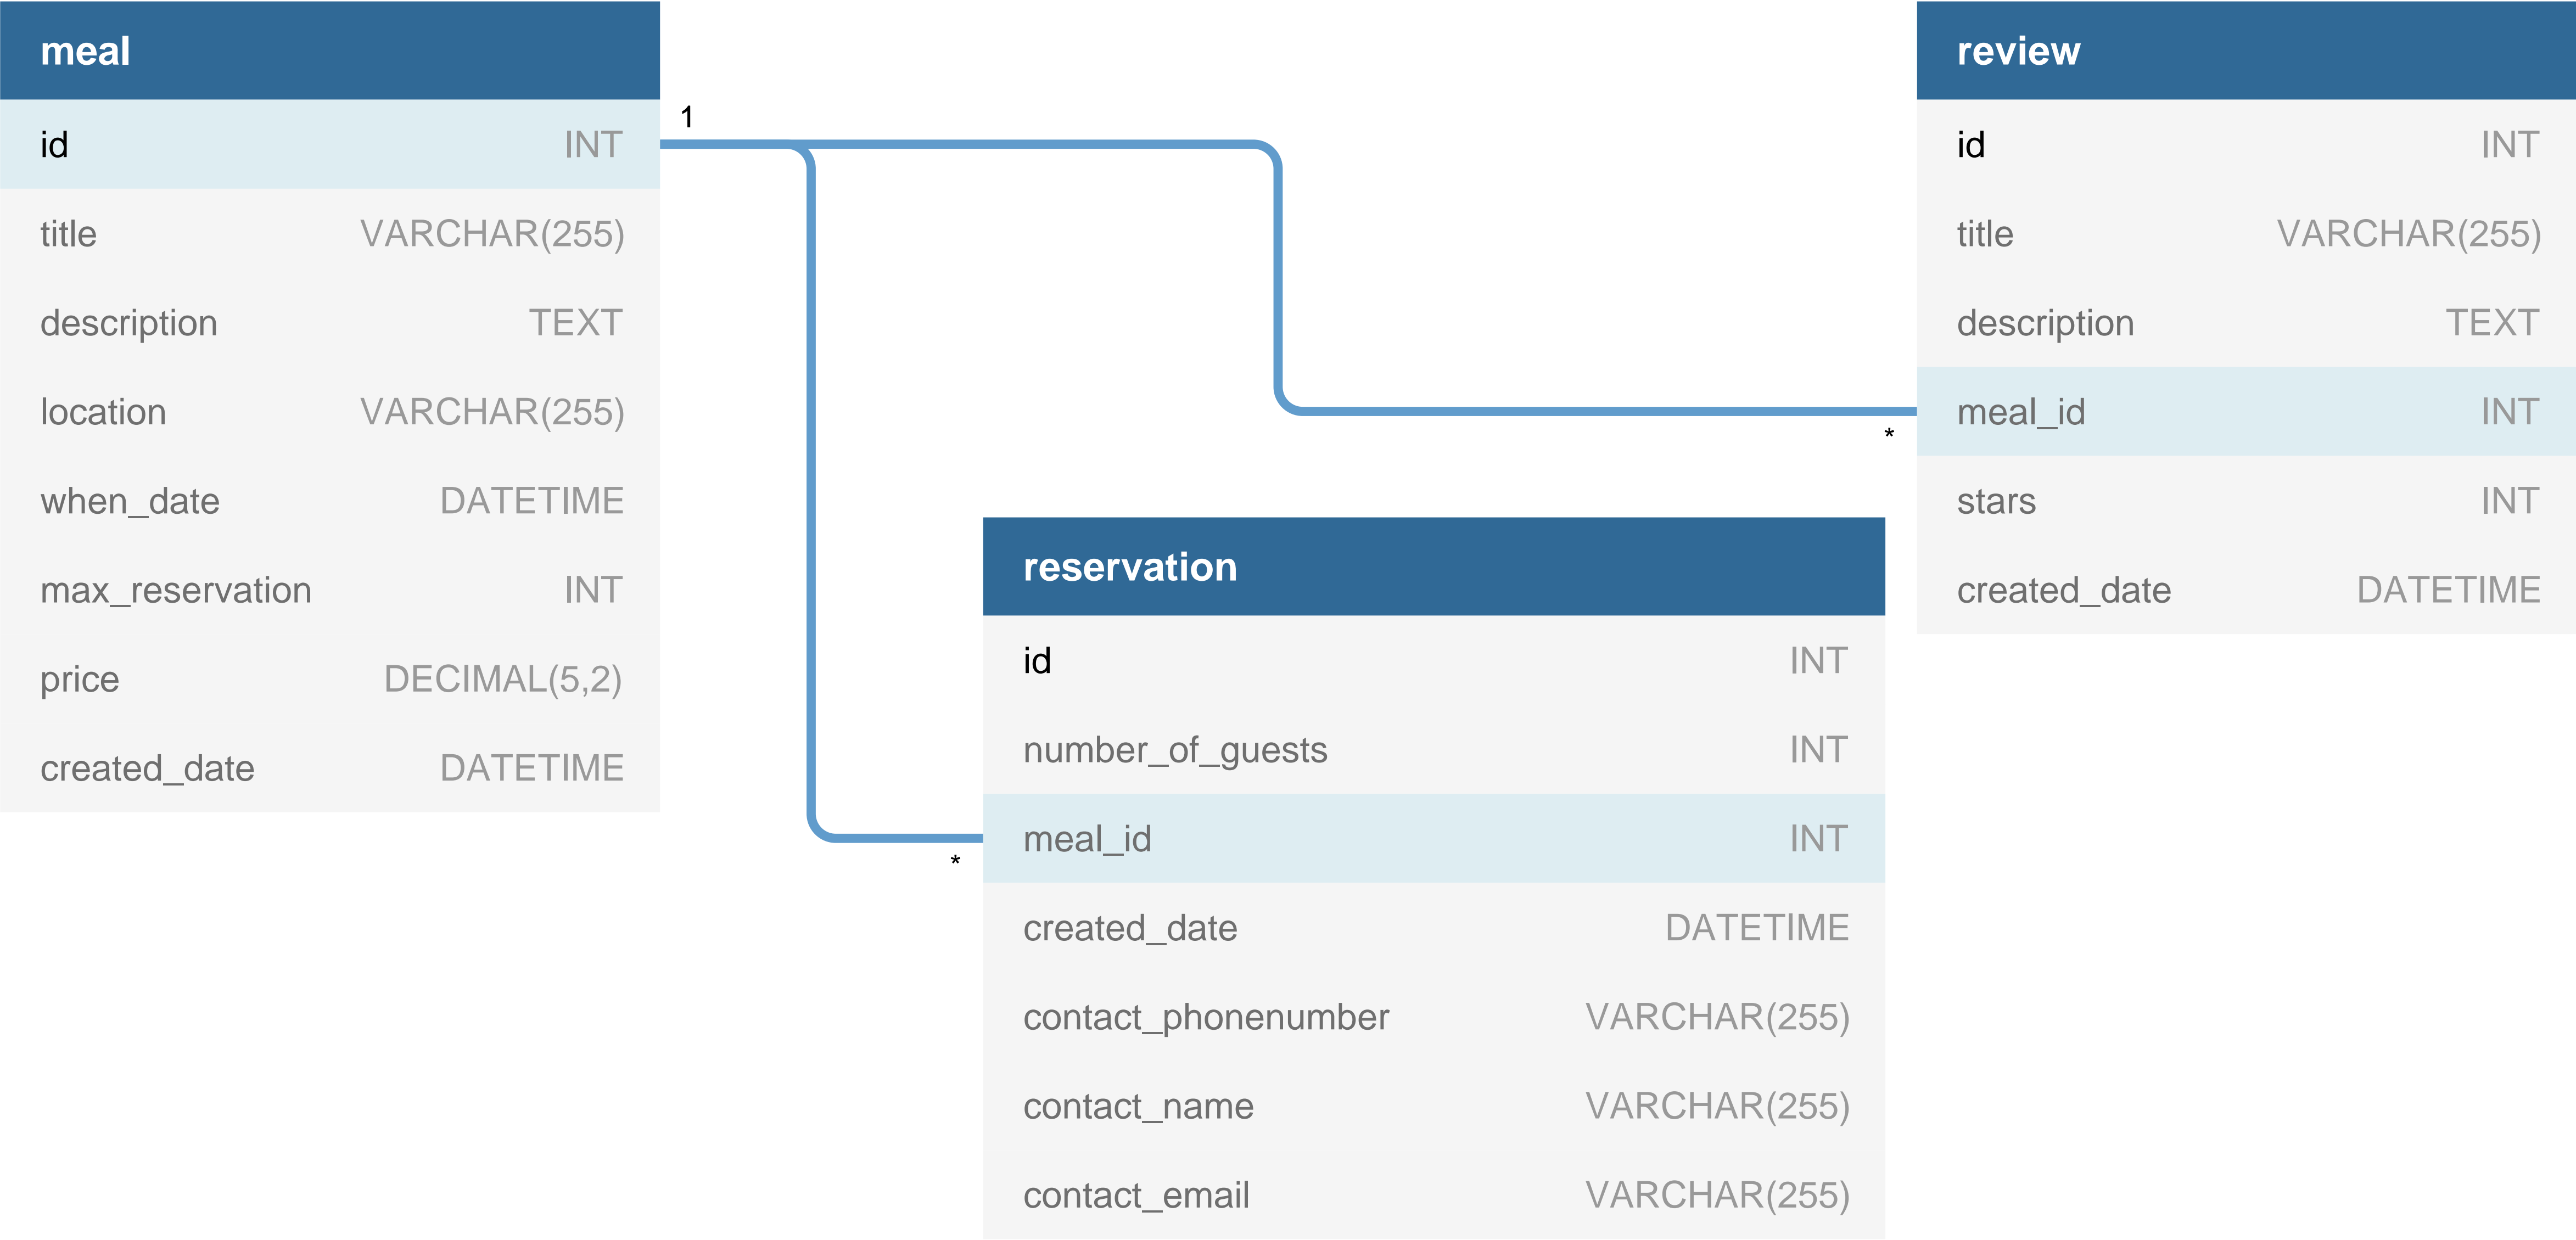 meal
id INT
title VARCHAR(255)
description TEXT
location VARCHAR(255)
when_date DATETIME
max_reservation INT
price DECIMAL(5,2)
created_date DATETIME
1
*
*
review
id INT
title VARCHAR(255)
description TEXT
meal_id INT
stars INT
created_date DATETIME
reservation
id INT
number_of_guests INT
meal_id INT
created_date DATETIME
contact_phonenumber VARCHAR(255)
contact_name VARCHAR(255)
contact_email VARCHAR(255)